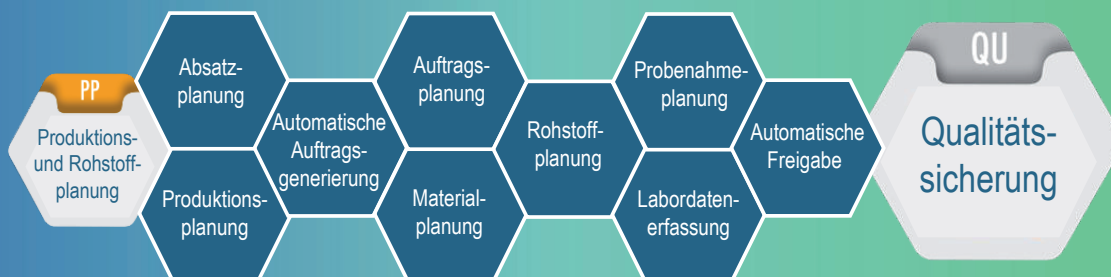 PP
Produktions-
und Rohstoff-
planung
Absatz-
planung
Produktions-
planung
Automatische
Auftrags-
generierung
Auftrags-
planung
Material-
planung
Rohstoff-
planung
Probenahme-
planung
Labordaten-
erfassung
Automatische
Freigabe
QU
Qualitäts-
sicherung